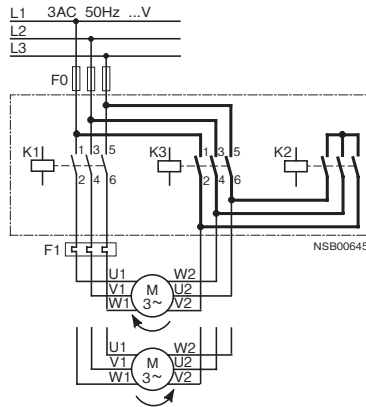 L1 3AC 50Hz ...V
L2
L3
F0
K1 1 3 5 K3 1 3 5 K2
2 4 6 2 4 6
NSB00645
F1
U1 W2
V1 M U2
W1 3~ V2
U1 W2
V1 M U2
W1 3~ V2